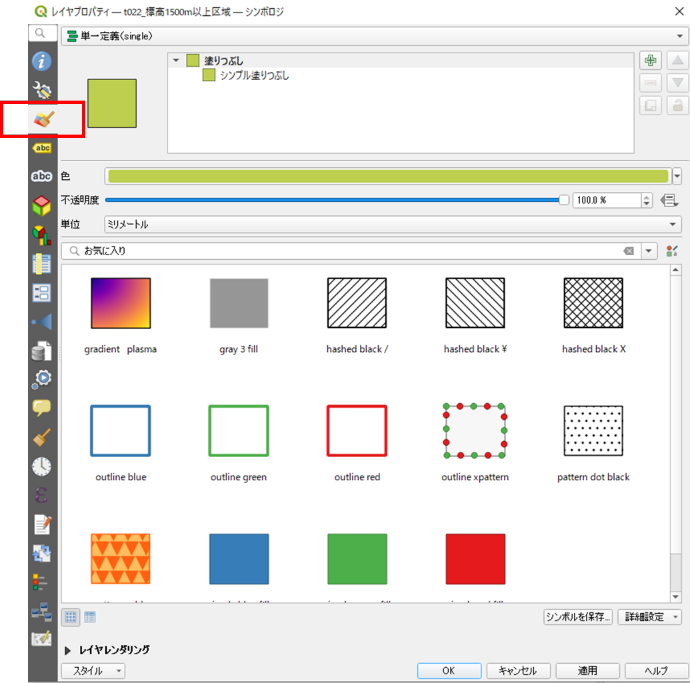 レイヤプロパティ — t022_標高1500m以上区域 — シンボロジ
単一定義(single)
塗りつぶし
シンプル塗りつぶし
abc
abc
色
不透明度
100.0 %
単位
ミリメートル
お気に入り
gradient plasma
gray 3 fill
hashed black /
hashed black ¥
hashed black X
outline blue
outline green
outline red
outline xpattern
pattern dot black
シンボルを保存...
詳細設定
レイヤレンダリング
スタイル
OK
キャンセル
適用
ヘルプ